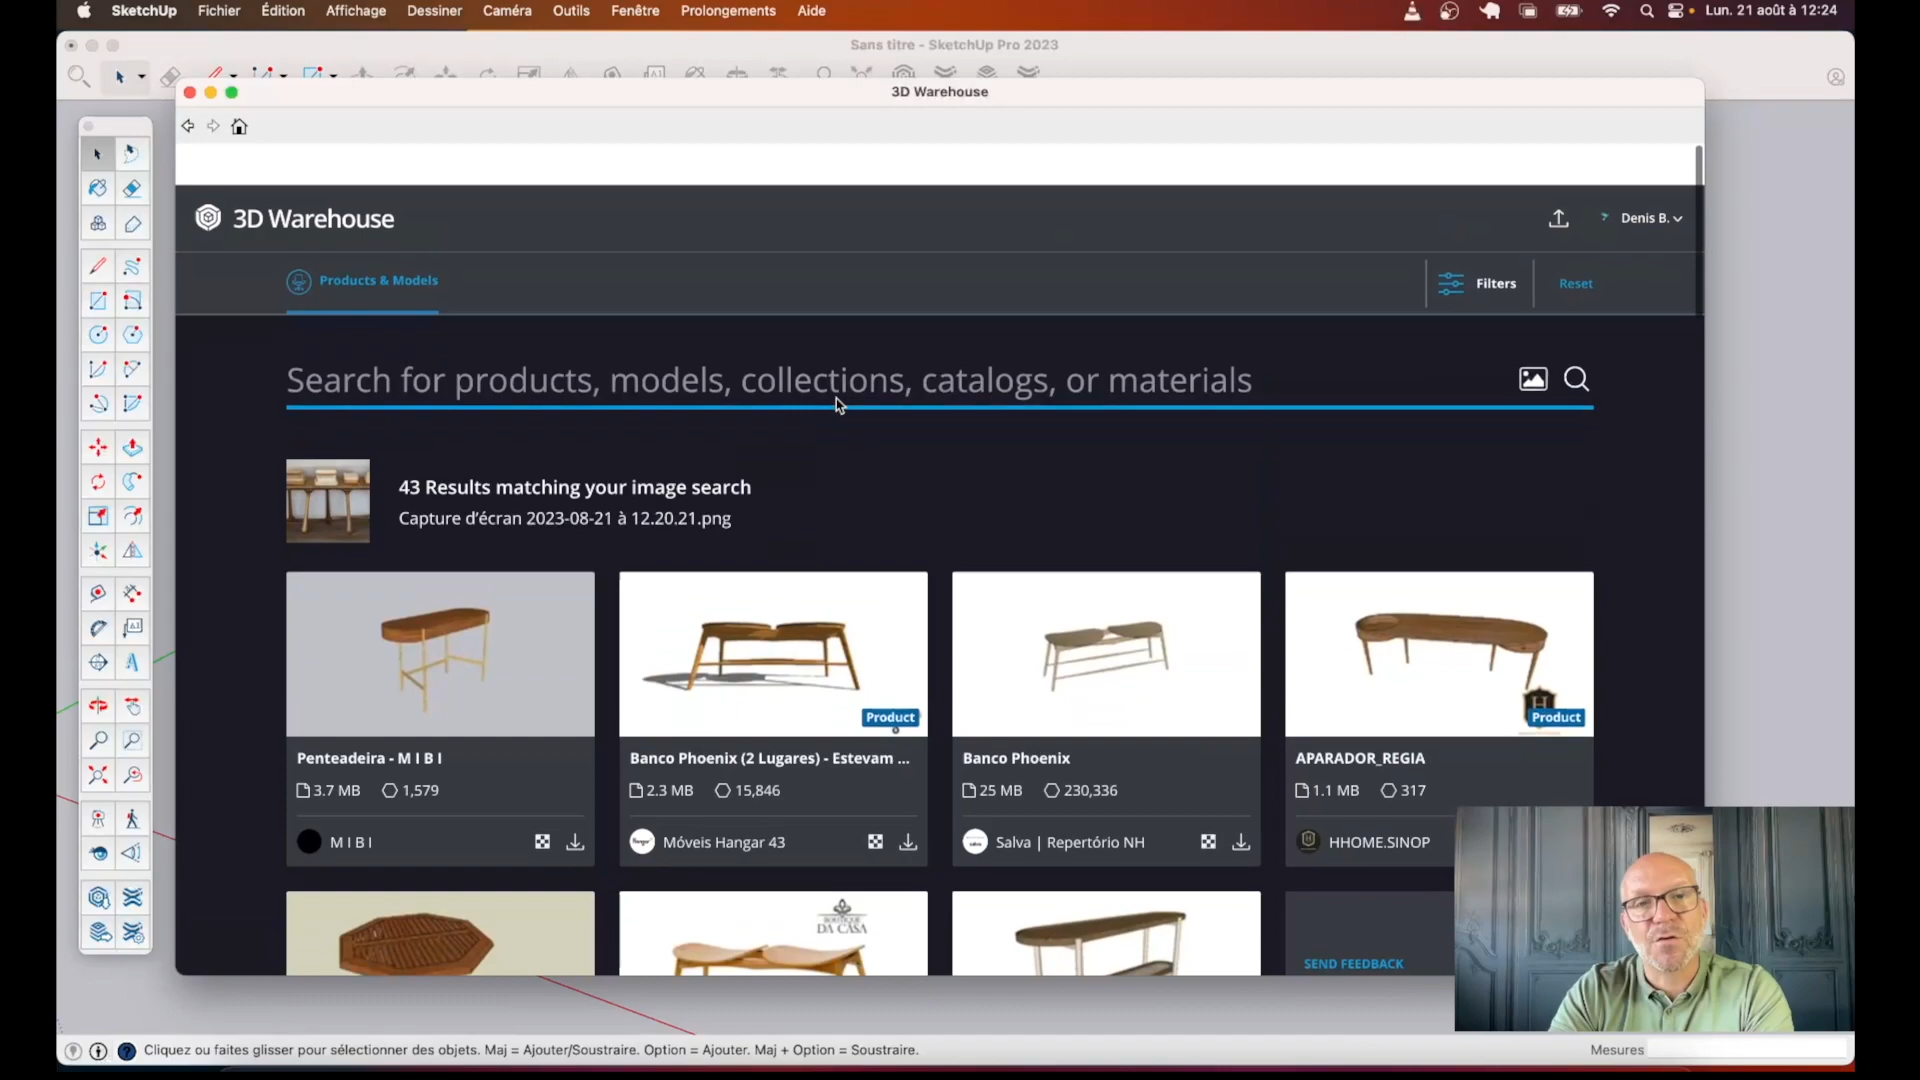 SketchUp Fichier Édition Affichage Dessiner Caméra Outils Fenêtre Prolongements Aide Lun. 21 août à 12:24
Sans titre - SketchUp Pro 2023
3D Warehouse
3D Warehouse Denis B.
Products & Models Filters Reset
Search for products, models, collections, catalogs, or materials
43 Results matching your image search
Capture d'écran 2023-08-21 à 12.20.21.png
Product Product
Penteadeira - M I B I Banco Phoenix (2 Lugares) - Estevam ... Banco Phoenix APARADOR_REGIA
3.7 MB 1,579 2.3 MB 15,846 25 MB 230,336 1.1 MB 317
M I B I Móveis Hangar 43 Salva | Repertório NH HHOME.SINOP
BOUTIQUE
DA CASA
SEND FEEDBACK
Cliquez ou faites glisser pour sélectionner des objets. Maj = Ajouter/Soustraire. Option = Ajouter. Maj + Option = Soustraire. Mesures